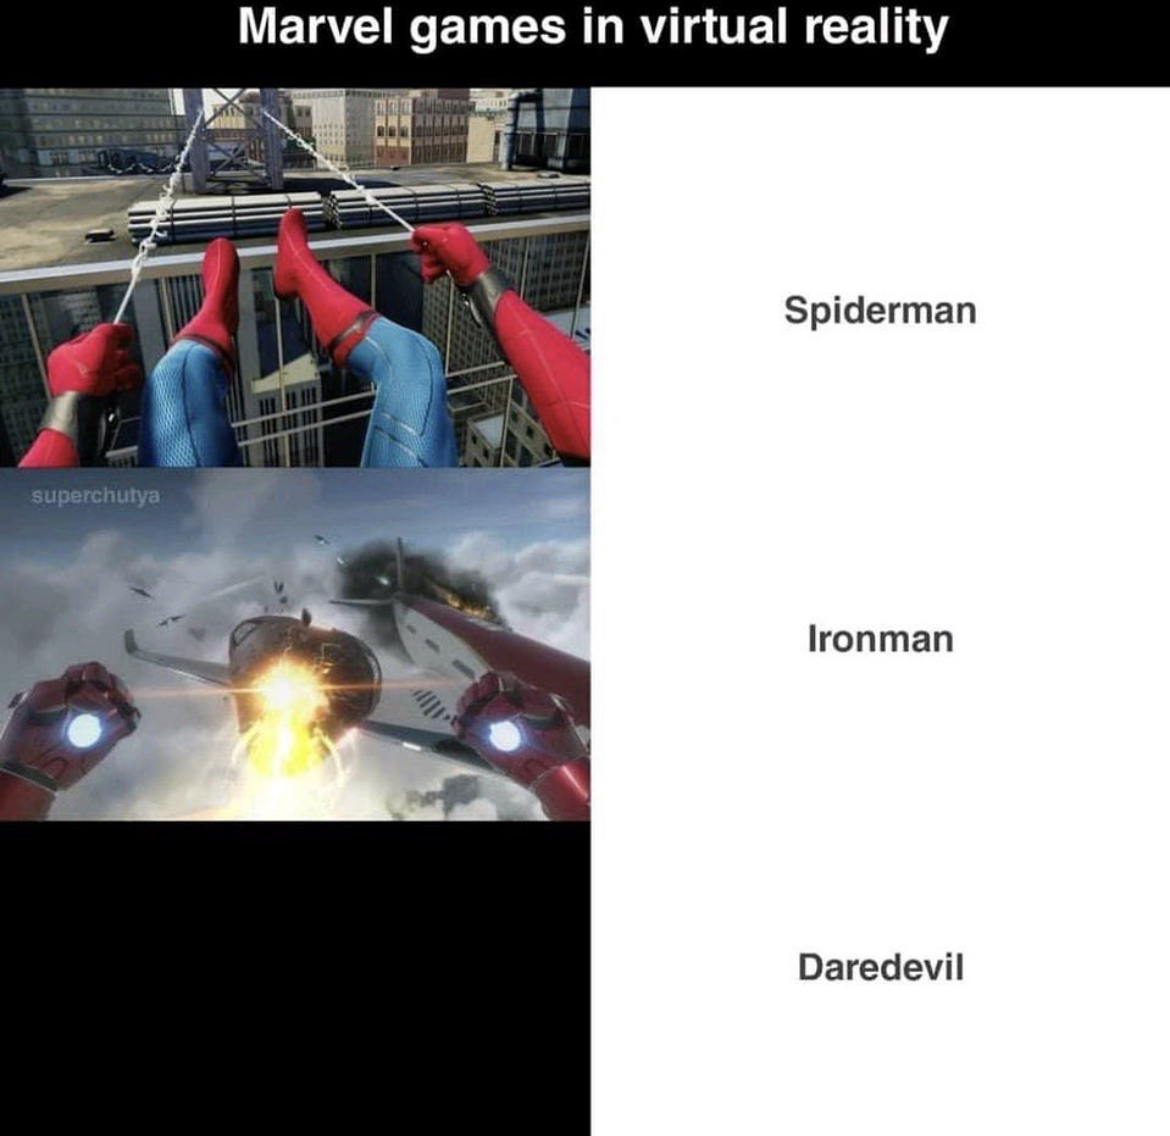 Marvel games in virtual reality
Spiderman
superchutya
Ironman
Daredevil